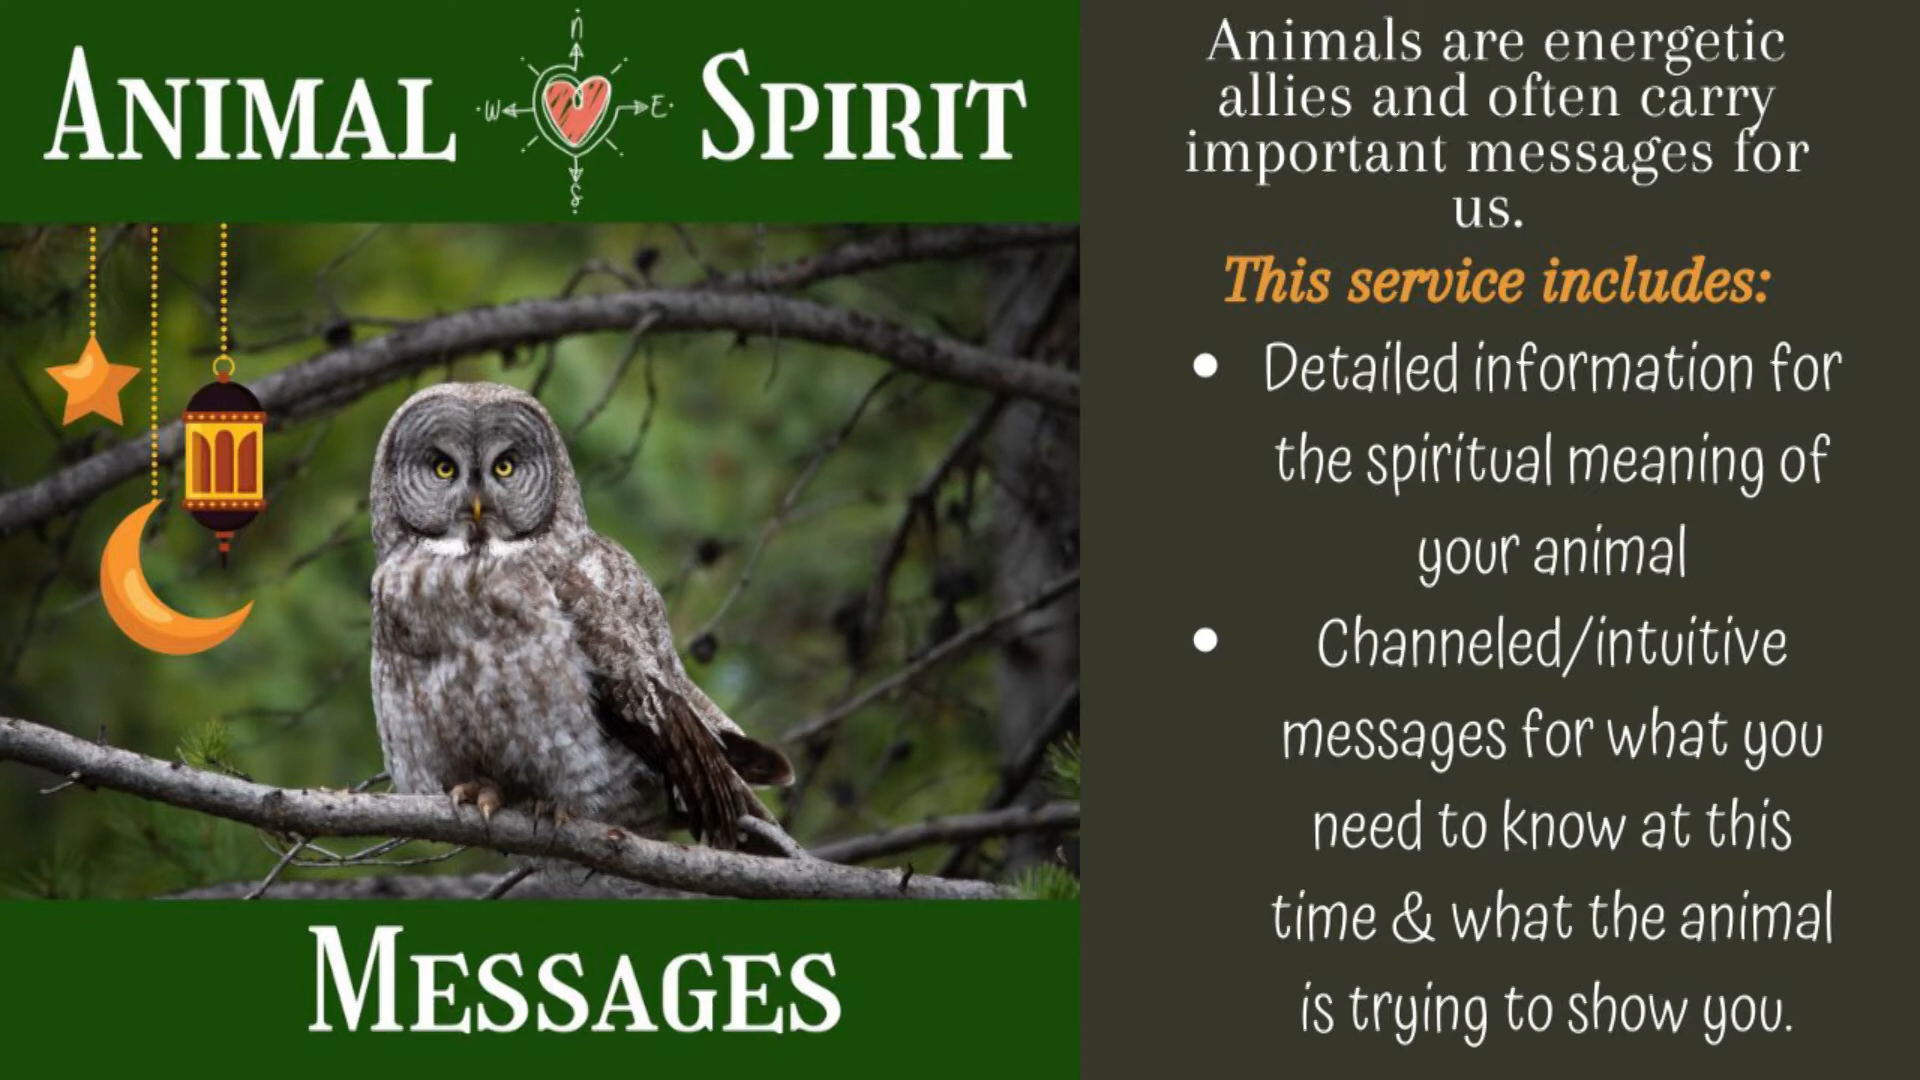 ANIMAL SPIRIT
n
W E
S
MESSAGES
Animals are energetic
allies and often carry
important messages for
us.
This service includes:
• Detailed information for
the spiritual meaning of
your animal
• Channeled/intuitive
messages for what you
need to know at this
time & what the animal
is trying to show you.